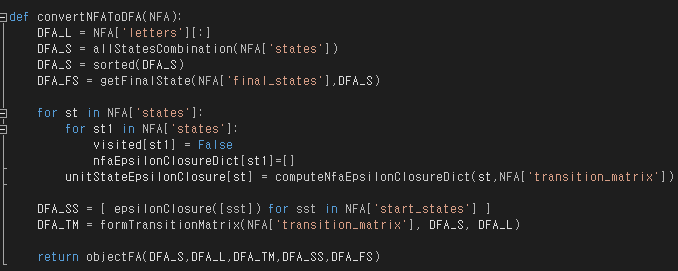 def convertNFAToDFA(NFA):
    DFA_L = NFA['letters'][:]
    DFA_S = allStatesCombination(NFA['states'])
    DFA_S = sorted(DFA_S)
    DFA_FS = getFinalState(NFA['final_states'],DFA_S)

    for st in NFA['states']:
        for st1 in NFA['states']:
            visited[st1] = False
            nfaEpsilonClosureDict[st1]=[]
        unitStateEpsilonClosure[st] = computeNfaEpsilonClosureDict(st,NFA['transition_matrix'])

    DFA_SS = [ epsilonClosure([sst]) for sst in NFA['start_states'] ]
    DFA_TM = formTransitionMatrix(NFA['transition_matrix'], DFA_S, DFA_L)

    return objectFA(DFA_S,DFA_L,DFA_TM,DFA_SS,DFA_FS)